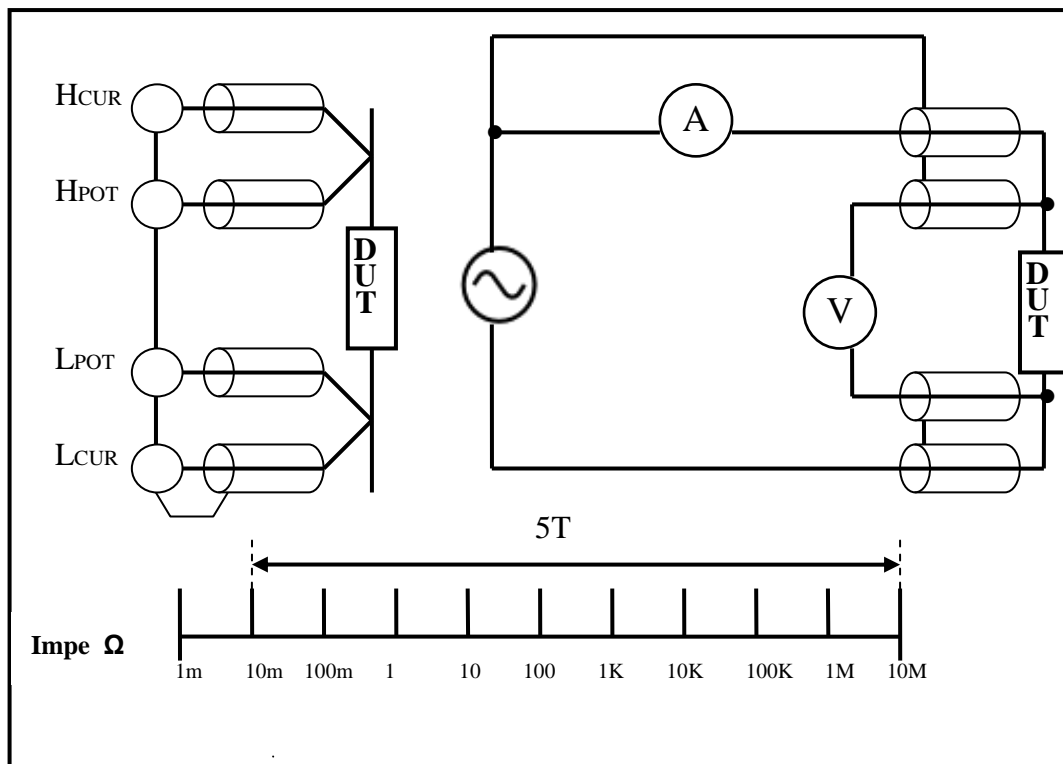 HCUR
HPOT
LPOT
LCUR
DUT
A
V
DUT
5T
Impe Ω
1m 10m 100m 1 10 100 1K 10K 100K 1M 10M